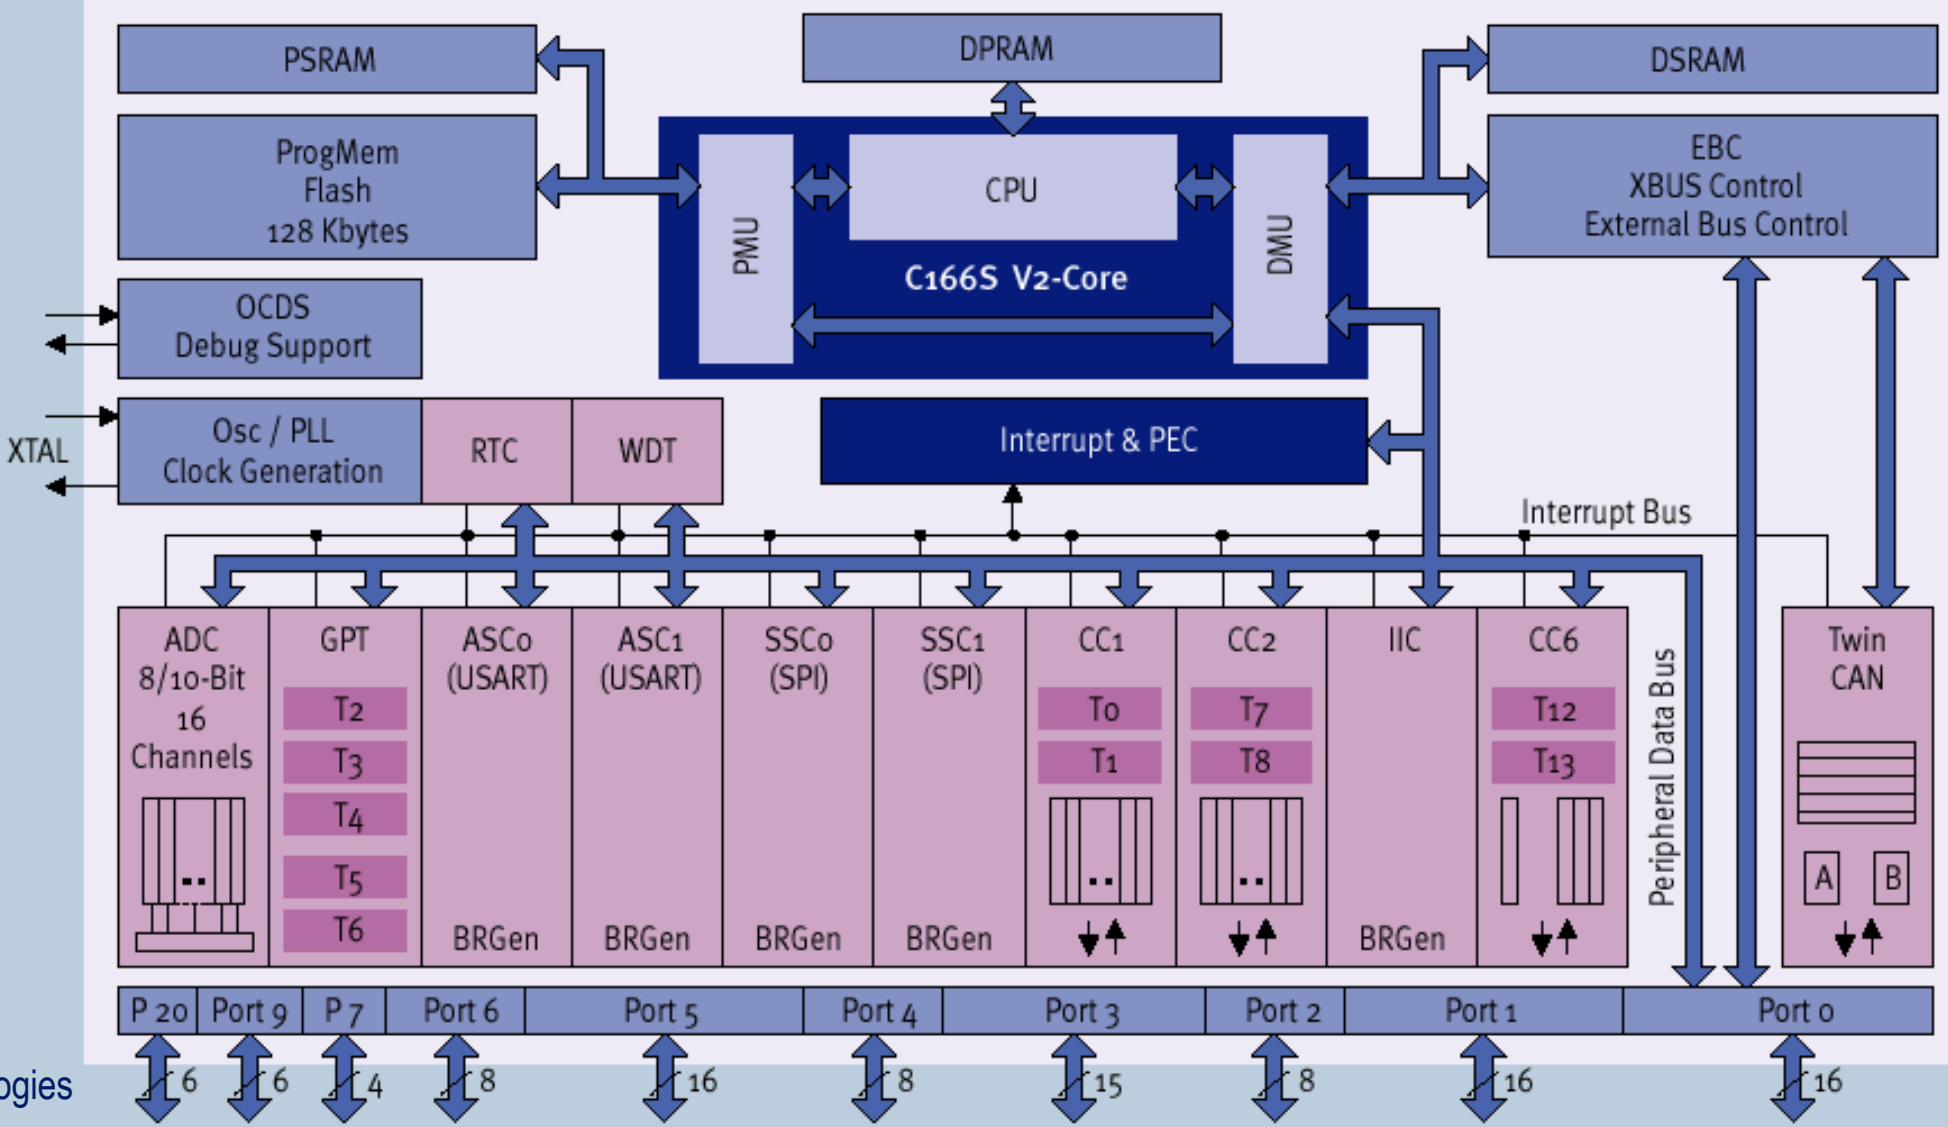 PSRAM
DPRAM
DSRAM
ProgMem
Flash
128 Kbytes
PMU
CPU
DMU
C166S V2-Core
EBC
XBUS Control
External Bus Control
OCDS
Debug Support
XTAL
Osc / PLL
Clock Generation
RTC
WDT
Interrupt & PEC
Interrupt Bus
ADC
8/10-Bit
16
Channels
GPT
T2
T3
T4
T5
T6
ASC0
(USART)
BRGen
ASC1
(USART)
BRGen
SSC0
(SPI)
BRGen
SSC1
(SPI)
BRGen
CC1
T0
T1
CC2
T7
T8
IIC
BRGen
CC6
T12
T13
Peripheral Data Bus
Twin
CAN
A
B
P 20
Port 9
P 7
Port 6
Port 5
Port 4
Port 3
Port 2
Port 1
Port 0
ogies
6
6
4
8
16
8
15
8
16
16